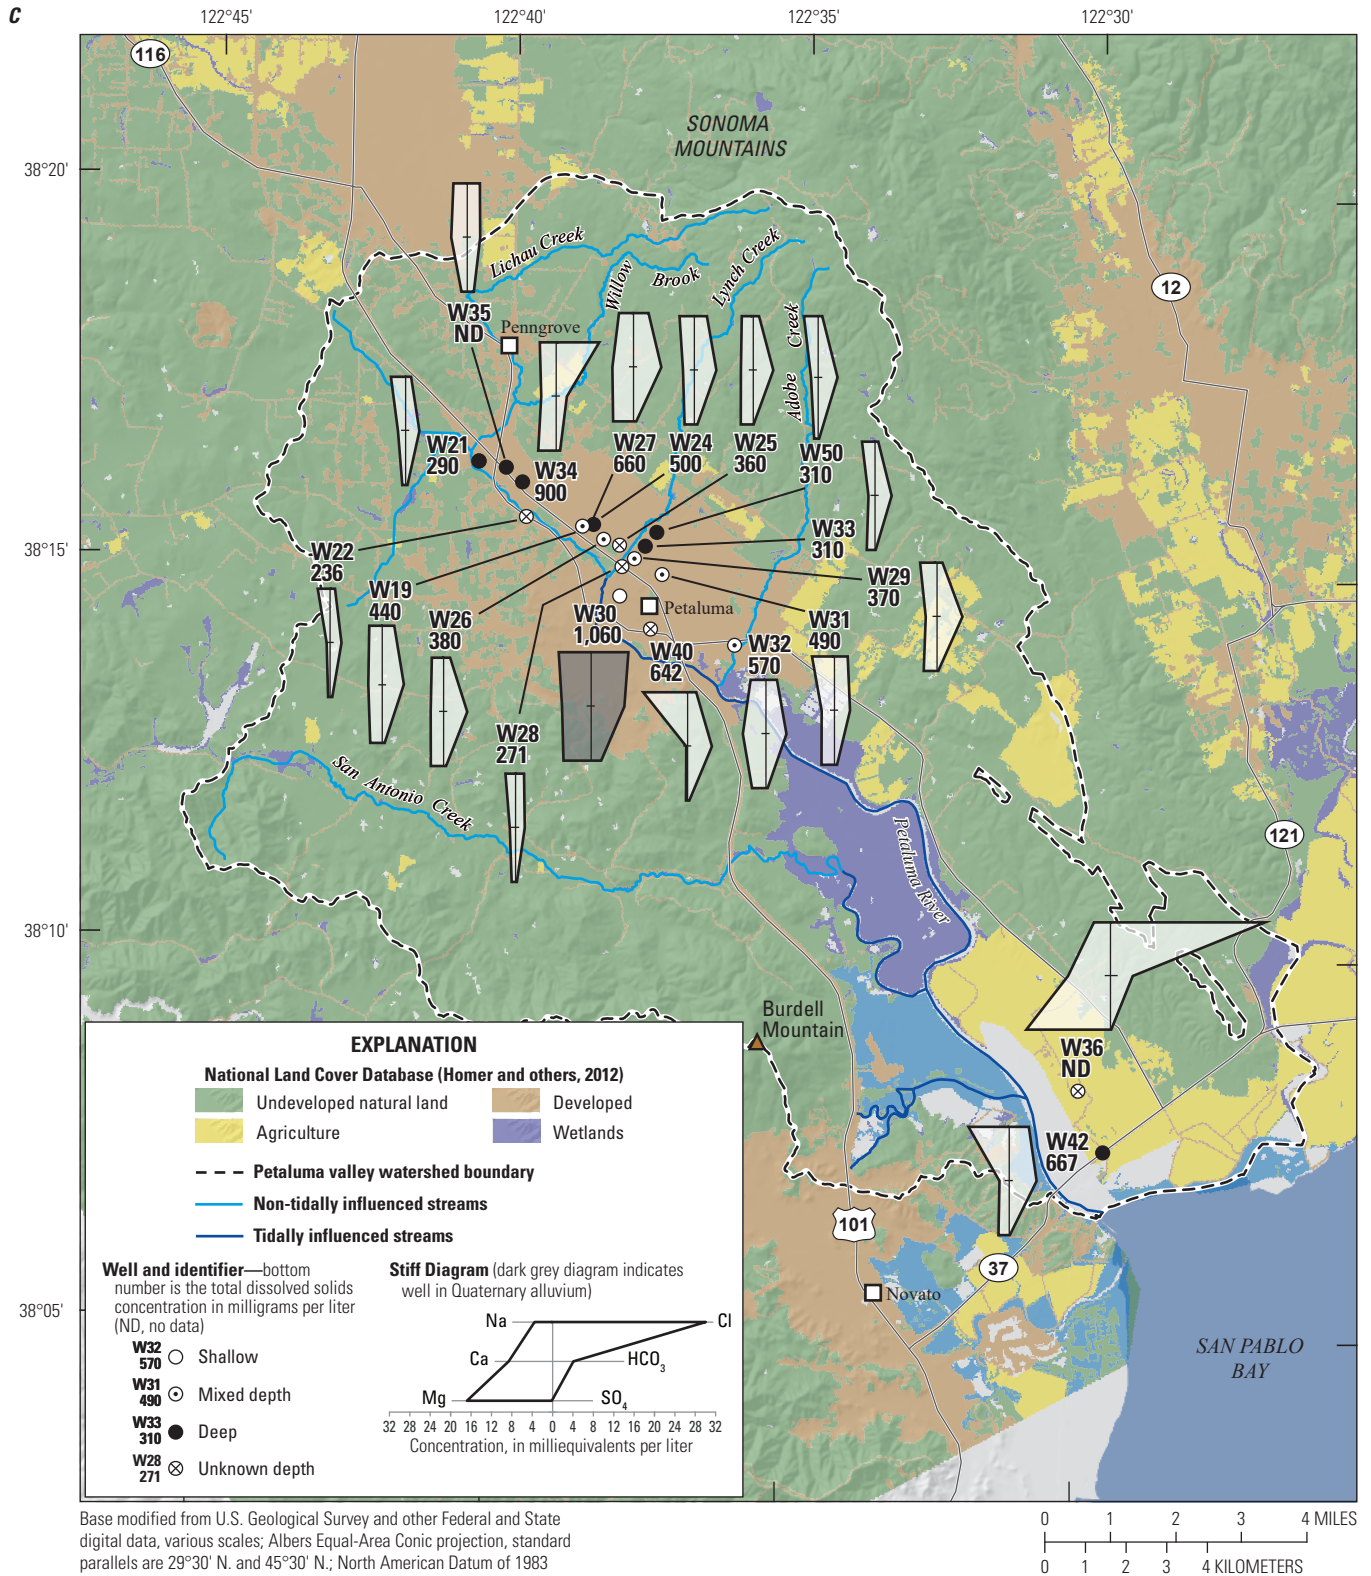 C
122°45'
122°40'
122°35'
122°30'
116
SONOMA
MOUNTAINS
38°20'
Lichau Creek
Willow
Brook
Lynch Creek
Adobe Creek
12
W35
ND
Penngrove
W21
290
W34
900
W27
660
W24
500
W25
360
W50
310
38°15'
W33
310
W22
236
W19
440
W26
380
W29
370
W30
1,060
Petaluma
W31
490
W40
642
W32
570
W28
271
San Antonio Creek
Petaluma River
121
38°10'
Burdell
Mountain
W36
ND
W42
667
101
37
Novato
38°05'
SAN PABLO
BAY
EXPLANATION
National Land Cover Database (Homer and others, 2012)
Undeveloped natural land
Developed
Agriculture
Wetlands
Petaluma valley watershed boundary
Non-tidally influenced streams
Tidally influenced streams
Well and identifier—bottom
number is the total dissolved solids
concentration in milligrams per liter
(ND, no data)
W32
570
Shallow
W31
490
Mixed depth
W33
310
Deep
W28
271
Unknown depth
Stiff Diagram (dark grey diagram indicates
well in Quaternary alluvium)
Na
Cl
Ca
HCO3
Mg
SO4
32 28 24 20 16 12 8 4 0 4 8 12 16 20 24 28 32
Concentration, in milliequivalents per liter
Base modified from U.S. Geological Survey and other Federal and State
digital data, various scales; Albers Equal-Area Conic projection, standard
parallels are 29°30' N. and 45°30' N.; North American Datum of 1983
0 1 2 3 4 MILES
0 1 2 3 4 KILOMETERS